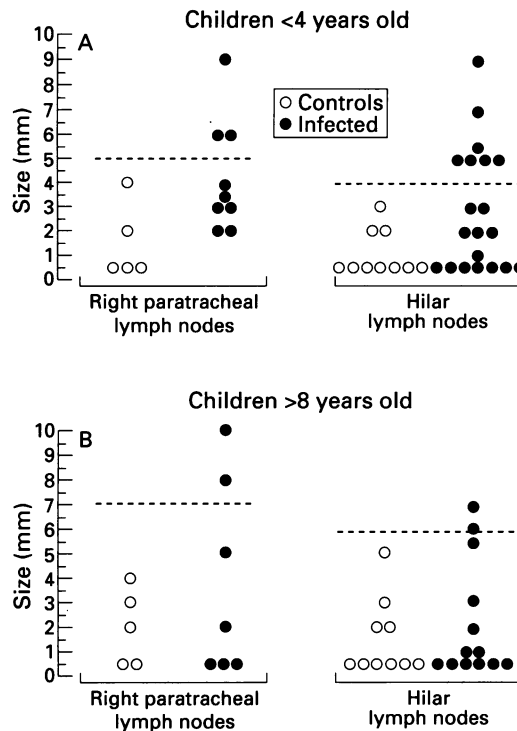 Children <4 years old
A
10
9
8
7
6
5
4
3
2
1
0
Size (mm)
Controls
Infected
Right paratracheal
lymph nodes
Hilar
lymph nodes
Children >8 years old
B
10
9
8
7
6
5
4
3
2
1
0
Size (mm)
Right paratracheal
lymph nodes
Hilar
lymph nodes